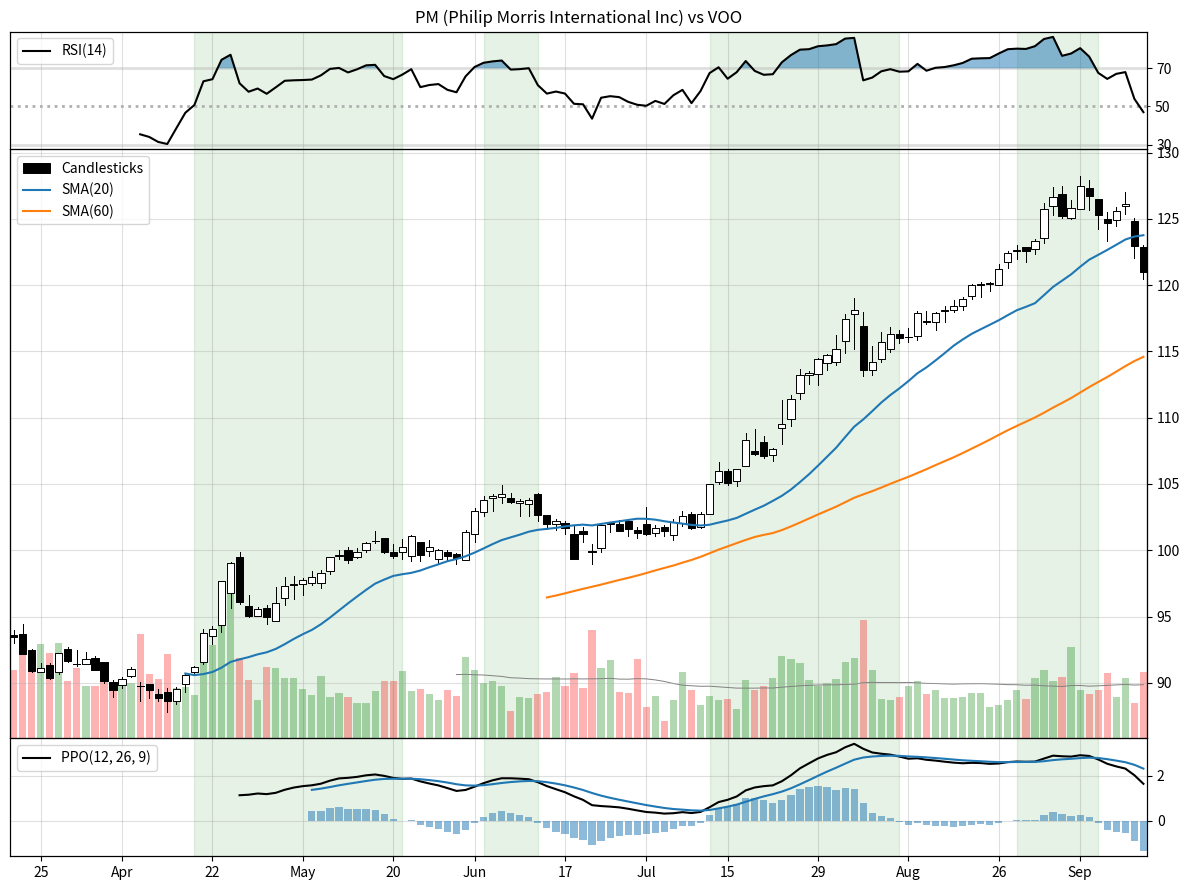 PM (Philip Morris International Inc) vs VOO
RSI(14)
70
50
30
Candlesticks
SMA(20)
SMA(60)
130
125
120
115
110
105
100
95
90
PPO(12, 26, 9)
2
0
25 Apr 22 May 20 Jun 17 Jul 15 29 Aug 26 Sep